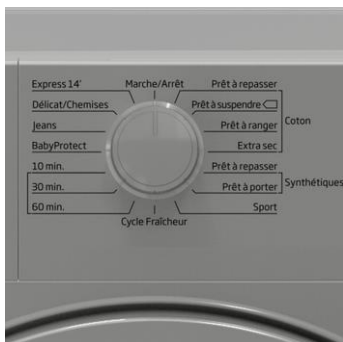 Marche/Arrêt
Express 14'
Délicat/Chemises
Jeans
BabyProtect
10 min.
30 min.
60 min.
Cycle Fraîcheur
Prêt à repasser
Prêt à suspendre
Prêt à ranger
Extra sec
Coton
Prêt à repasser
Prêt à porter
Synthétiques
Sport